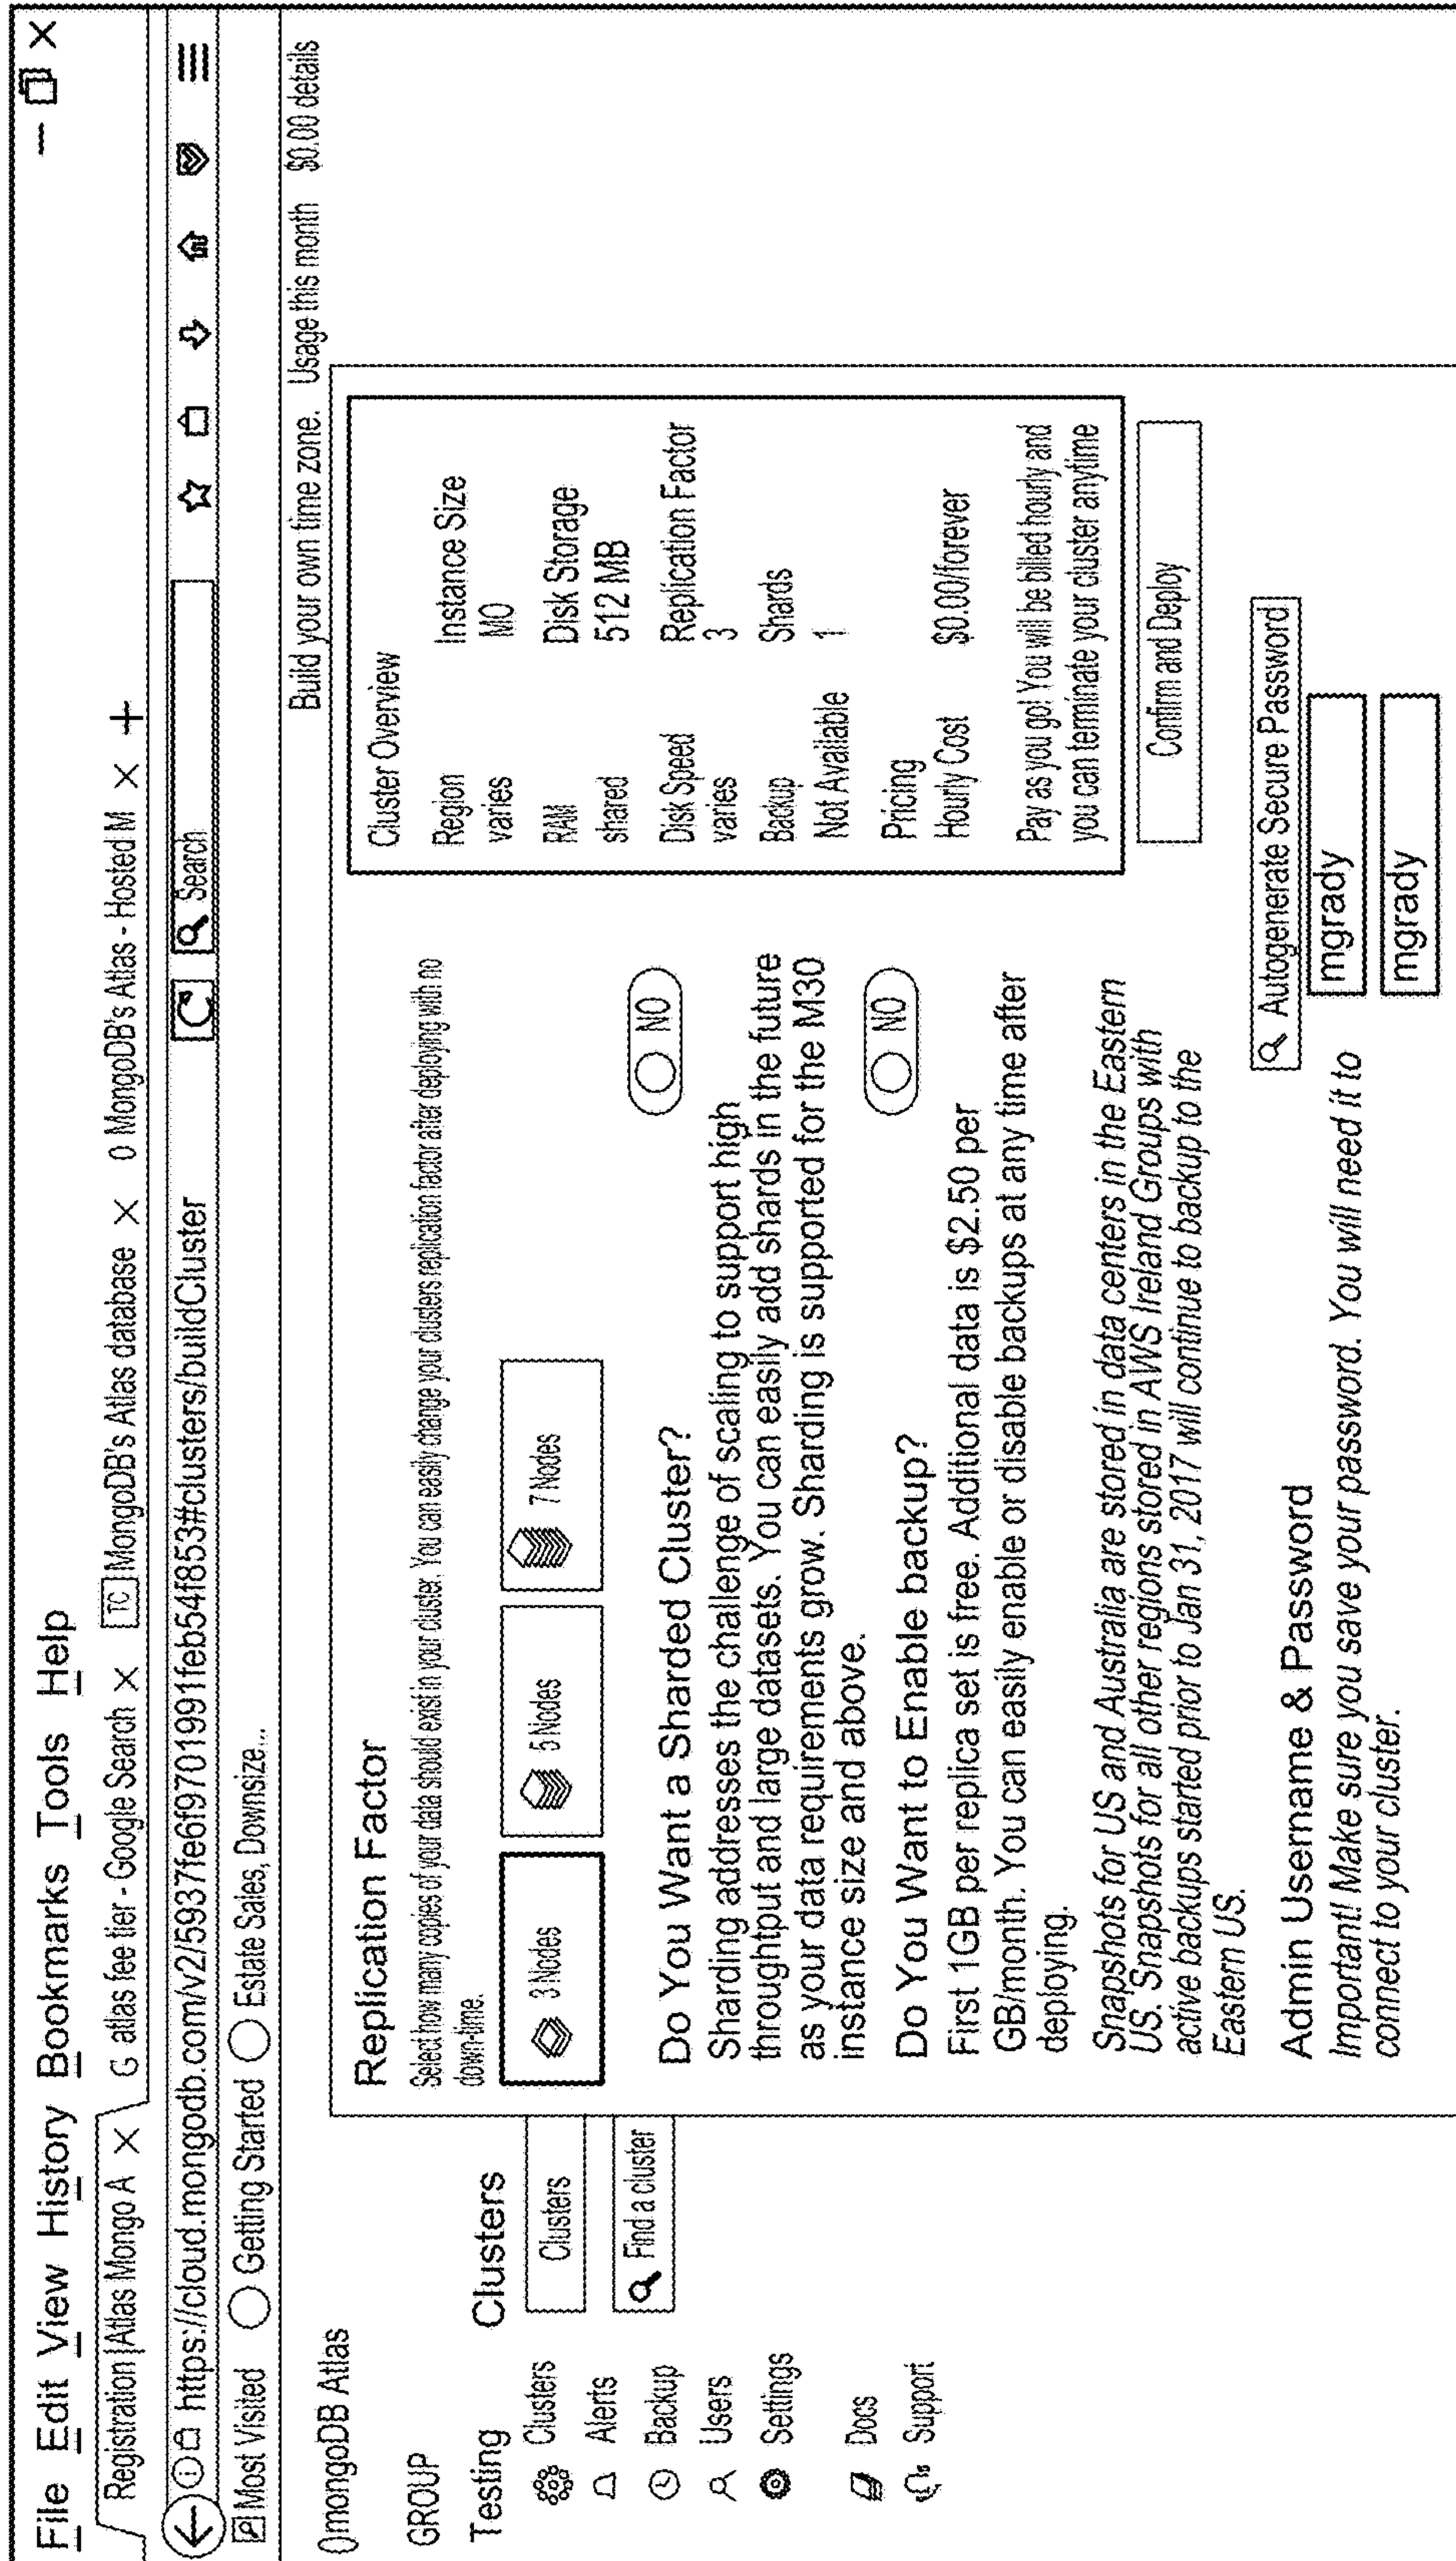 File Edit View History Bookmarks Tools Help
Registration | Atlas Mongo A X G atlas fee tier - Google Search X TC MongoDB's Atlas database X 0 MongoDB's Atlas - Hosted M X +
https://cloud.mongodb.com/v2/5937fe6f9701991feb54f853#clusters/buildCluster Search
Most Visited Getting Started Estate Sales, Downsize...
Build your own time zone. Usage this month $0.00 details
()mongoDB Atlas
GROUP
Testing
Clusters
Alerts
Backup
Users
Settings
Docs
Support
Clusters
Clusters
Find a cluster
Replication Factor
Select how many copies of your data should exist in your cluster. You can easily change your clusters replication factor after deploying with no
down-time.
3 Nodes 5 Nodes 7 Nodes
Do You Want a Sharded Cluster? NO
Sharding addresses the challenge of scaling to support high
throughtput and large datasets. You can easily add shards in the future
as your data requirements grow. Sharding is supported for the M30
instance size and above.
Do You Want to Enable backup? NO
First 1GB per replica set is free. Additional data is $2.50 per
GB/month. You can easily enable or disable backups at any time after
deploying.
Snapshots for US and Australia are stored in data centers in the Eastern
US. Snapshots for all other regions stored in AWS Ireland Groups with
active backups started prior to Jan 31, 2017 will continue to backup to the
Eastern US.
Admin Username & Password
Important! Make sure you save your password. You will need it to
connect to your cluster.
Autogenerate Secure Password
mgrady
mgrady
Cluster Overview
Region Instance Size
varies MO
RAM Disk Storage
shared 512 MB
Disk Speed Replication Factor
varies 3
Backup Shards
Not Available 1
Pricing
Hourly Cost $0.00/forever
Pay as you go! You will be billed hourly and
you can terminate your cluster anytime
Confirm and Deploy